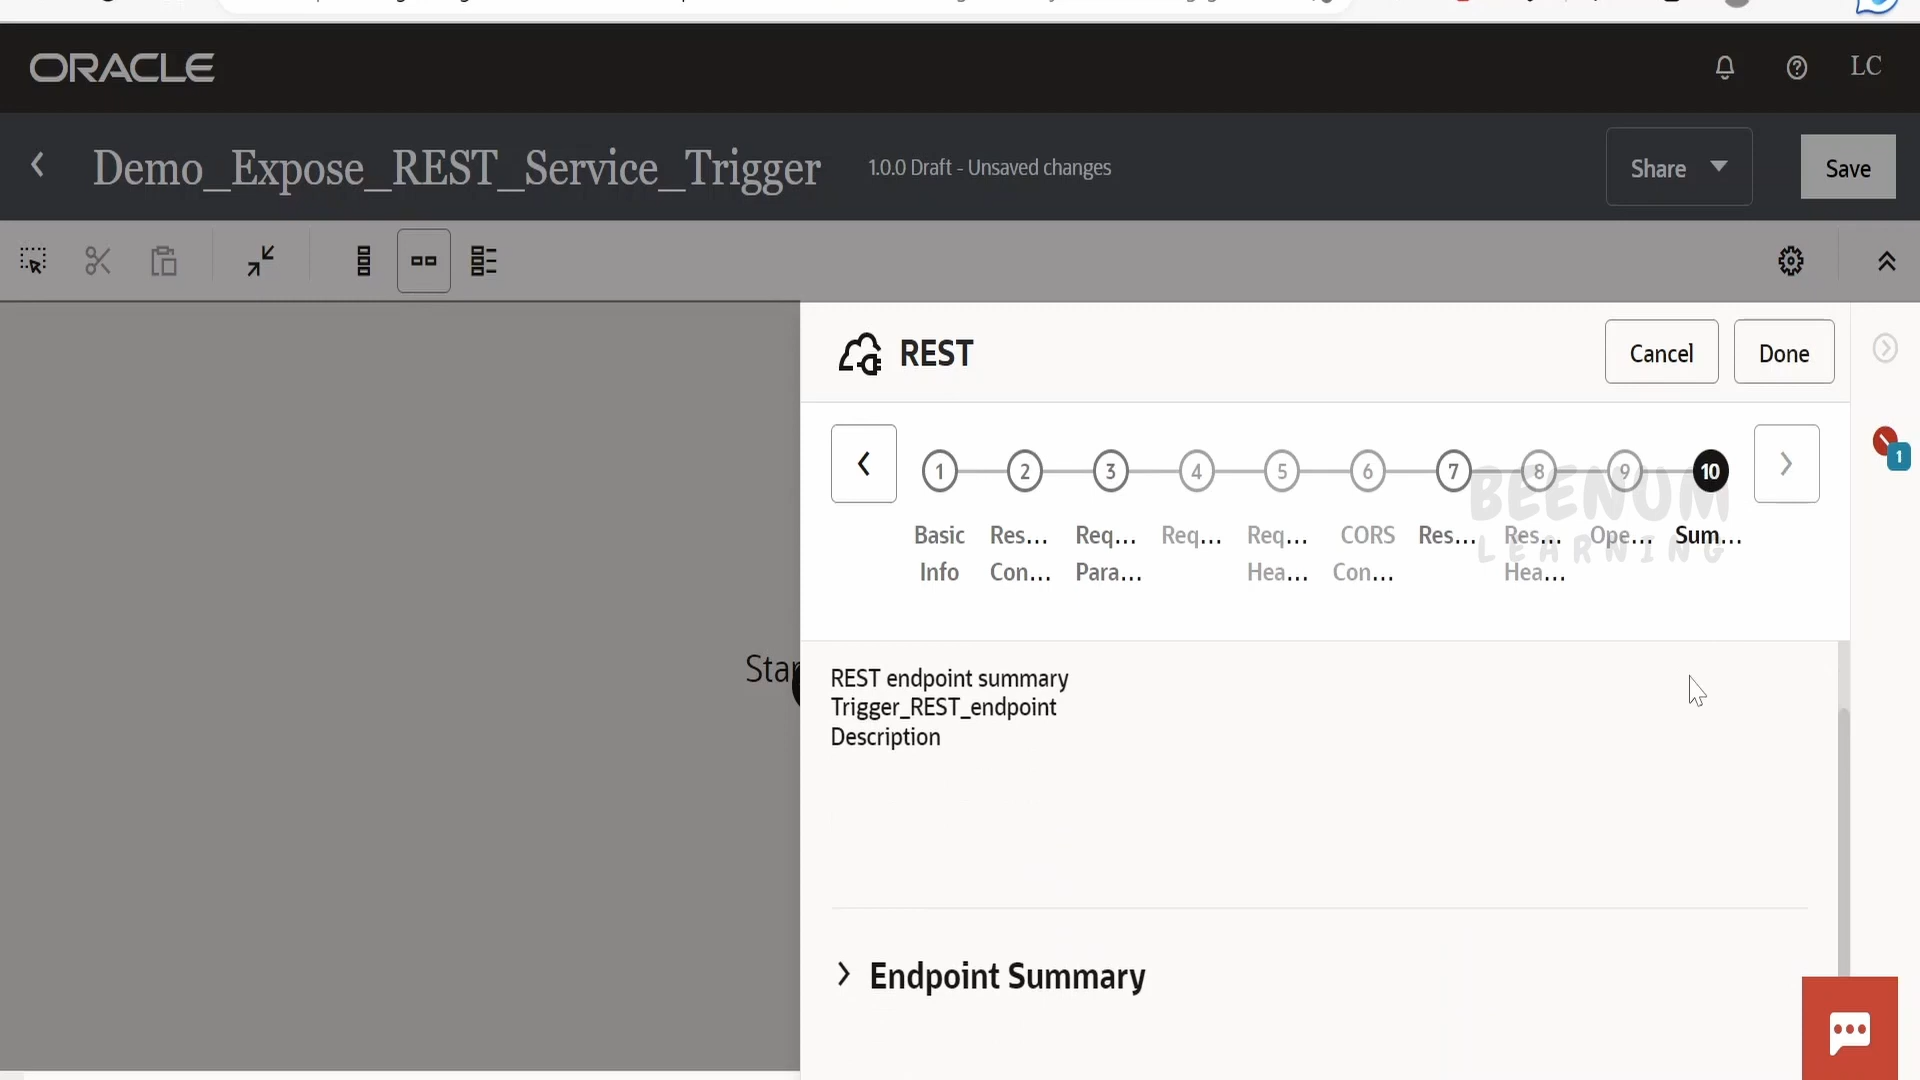 ORACLE
LC
Demo_Expose_REST_Service_Trigger
1.0.0 Draft - Unsaved changes
Share
Save
REST
Cancel
Done
1 2 3 4 5 6 7 8 9 10
Basic Res... Req... Req... Req... CORS Res... Res... Ope... Sum...
Info Con... Para... Hea... Con... Hea...
BEENUM
LEARNING
1
Star
REST endpoint summary
Trigger_REST_endpoint
Description
Endpoint Summary